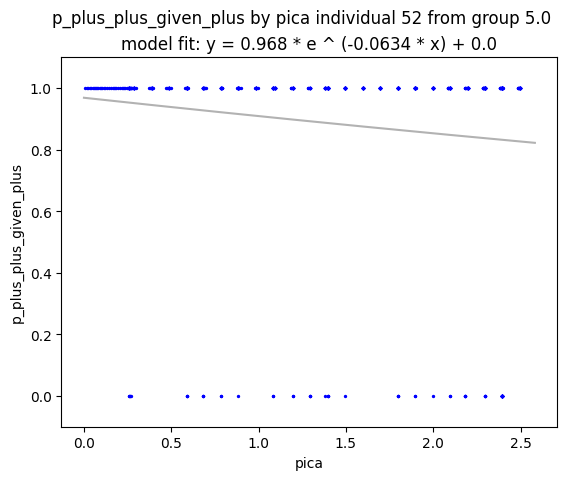 p_plus_plus_given_plus by pica individual 52 from group 5.0
model fit: y = 0.968 * e ^ (-0.0634 * x) + 0.0
1.0
0.8
0.6
0.4
0.2
0.0
p_plus_plus_given_plus
0.0 0.5 1.0 1.5 2.0 2.5
pica